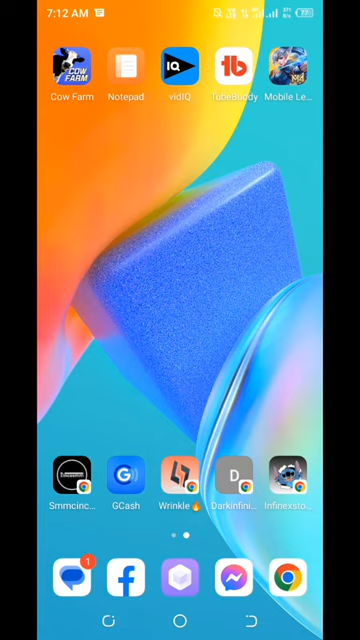 7:12 AM
Cow Farm
Notepad
vidIQ
TubeBuddy
Mobile Le...
COW FARM
IQ
tb
Smmcinc...
GCash
Wrinkle🔥
Darkinfini...
Infinexsto...
G
D
1